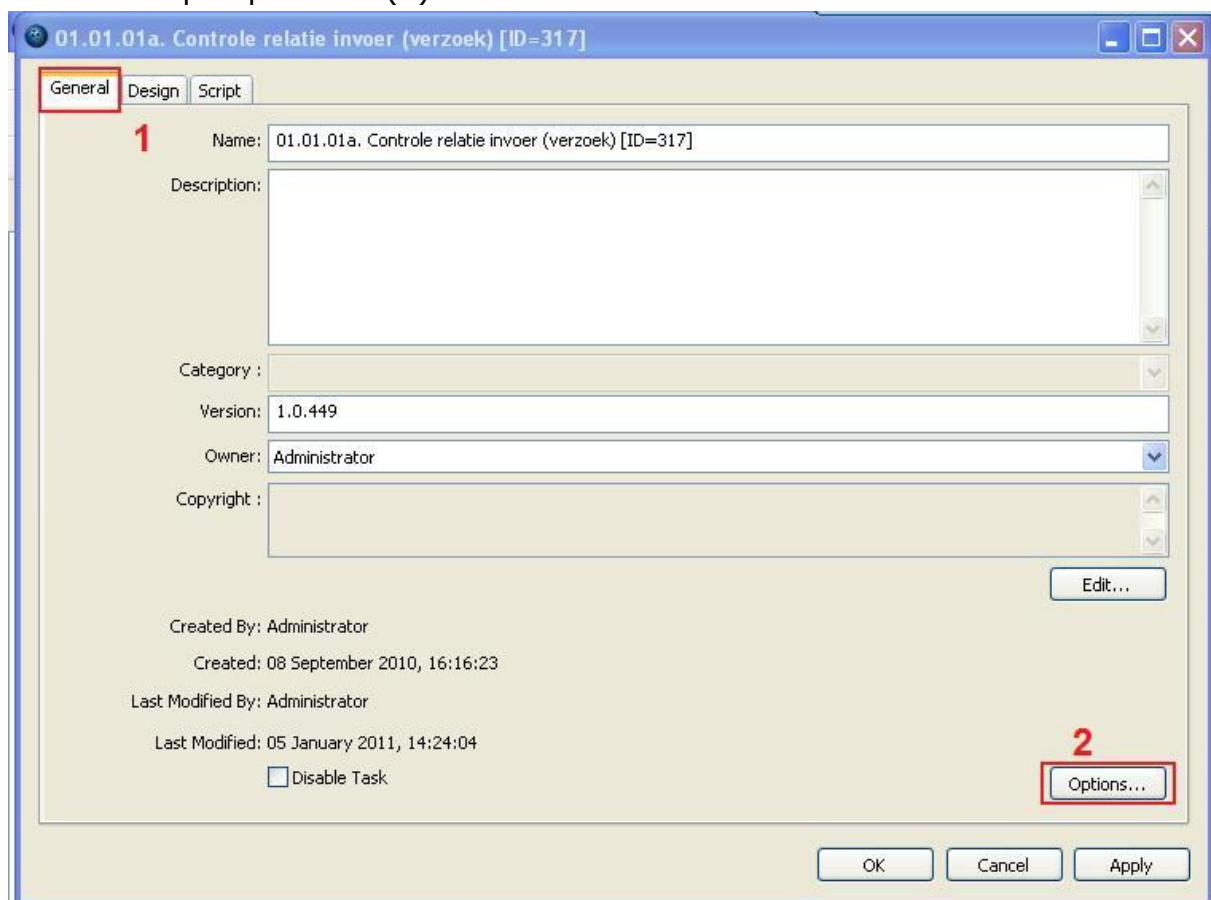 01.01.01a. Controle relatie invoer (verzoek) [ID=317]
General Design Script
1
Name: 01.01.01a. Controle relatie invoer (verzoek) [ID=317]
Description:
Category :
Version: 1.0.449
Owner: Administrator
Copyright :
Edit...
Created By: Administrator
Created: 08 September 2010, 16:16:23
Last Modified By: Administrator
Last Modified: 05 January 2011, 14:24:04
2
Disable Task
Options...
OK Cancel Apply